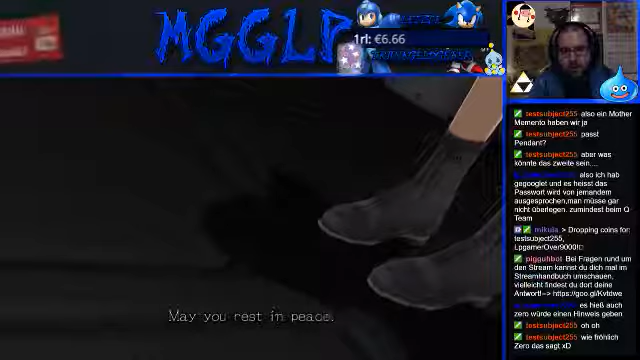 MGGLP
1rl: €6.66
May you rest in peace.
testsubject255 also ein Mother
Memento haben wir ja
testsubject255 passt
Pendant?
testsubject255 aber was
könnte das zweite sein....
also ich hab
gegooglet und es heisst das
Passwort wird von jemandem
ausgesprochen,man müsse gar
nicht überlegen. zumindest beim Q
Team
mikuia > Dropping coins for
testsubject255,
LpgamerOver9000!
pigguhbot Bei Fragen rund um
den Stream kannst du dich mal im
Streamhandbuch umschauen,
vielleicht findest du dort deine
Antwort!=> https://goo.gl/Kvtdwe
es hieß auch
zero würde einen Hinweis geben
testsubject255 oh oh
testsubject255 wie fröhlich
Zero das sagt xD